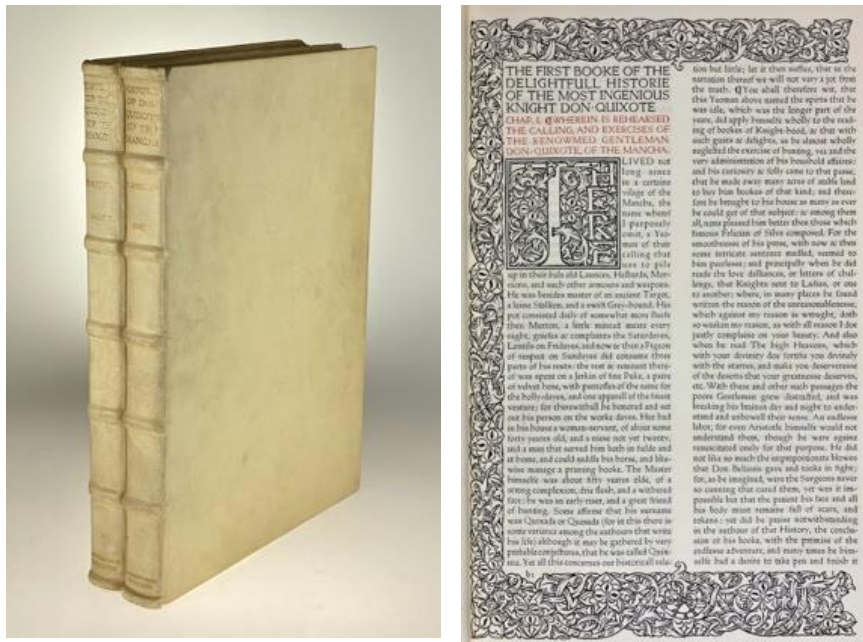 OF DON
QUIXOTE
OF THE
MANCHA
THE FIRST BOOKE OF THE
DELIGHTFULL HISTORIE
OF THE MOST INGENIOUS
KNIGHT DON·QUIXOTE
CHAP. I. ¶WHEREIN IS REHEARSED
THE CALLING, AND EXERCISES OF
THE RENOWMED GENTLEMAN
DON·QUIXOTE, OF THE MANCHA.
THERE
LIVED not
long since
in a certaine
village of the
Mancha, the
name whereof
I purposely
omit, a Yeo-
man of their
calling that
use to pile
up in their hals old Launces, Halbards, Mor-
rions, and such other armours and weapons.
He was besides master of an ancient Target,
a leane Stallion, and a swift Grey-hound. His
pot consisted daily of somewhat more Beefe
then Mutton, a little minced meate every
night, griefes & complaints the Saturdayes,
Lentils on Fridayes, and now & then a Pigeon
of respect on Sundayes did consume three
parts of his rents: the rest & remnant there-
of was spent on a Jerkin of fine Puke, a paire
of velvet hose, with pantofles of the same for
the holly-dayes, and one apparell of the finest
vesture; for therewithall he honored and set
out his person on the worke dayes. Hee had
in his house a woman-servant, of about some
forty yeares old, and a niese not yet twenty,
and a man that served him both in fielde and
at home, and could saddle his horse, and like-
wise manage a pruning hooke. The Master
himselfe was about fifty yeares olde, of a
strong complexion, drie flesh, and a withered
face: he was an early riser, and a great friend
of hunting. Some affirme that his surname
was Quixada or Quesada (for in this there is
some variance among the authours that write
his life) although it may be gathered by very
probable conjectures, that he was called Quix-
ana. Yet all this concernes our historicall rela-
tion but little; let it then suffice, that in the
narration thereof we will not vary a jot from
the truth. ¶You shall therefore wit, that
this Yeoman above named the spirts that he
was idle, which was the longer part of the
yeare, did apply himselfe wholly to the read-
ing of bookes of Knight-hood, & that with
such gusts & delights, as he almost wholly
neglected the exercise of hunting, yea and the
very administration of his houshold affaires:
and his curiosity & folly came to that passe,
that he made away many acres of arable land
to buy him bookes of that kind; and there-
fore he brought to his house as many as ever
he could get of that subject: & among them
all, none pleased him better then those which
famous Felician of Silva composed. For the
smoothnesse of his prose, with now & then
some intricate sentence medled, seemed to
him peerlesse; and principally when he did
reade the love dalliances, or letters of chal-
lenge, that Knights sent to Ladies, or one
to another; where, in many places he found
written the reason of the unreasonablenesse,
which against my reason is wrought, doth
so weaken my reason, as with all reason I doe
justly complaine on your beauty. And also
when he read The high Heavens, which
with your divinity doe fortifie you divinely
with the starres, and make you deserveresse
of the deserts that your greatnesse deserves,
etc. With these and other such passages the
poore Gentleman grew distracted, and was
breaking his braines day and night to under-
stand and unbowell their sense. An endlesse
labor, for even Aristotle himselfe would not
understand them, though he were againe
resuscitated onely for that purpose. He did
not like so much the unproportionate blowes
that Don Belianis gave and tooke in fight;
for, as he imagined, were the Surgeons never
so cunning that cured them, yet was it im-
possible but that the patient his face and all
his body must remaine full of scars, and
tokens: yet did he praise notwithstanding
in the authour of that History, the conclu-
sion of his booke, with the promise of the
endlesse adventure, and many times he him-
selfe had a desire to take pen and finish it